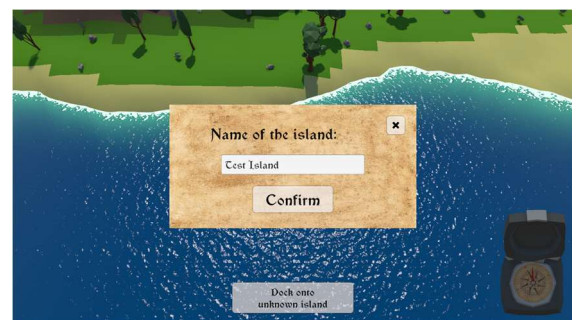 Name of the island:
Test Island
Confirm
Dock onto
unknown island